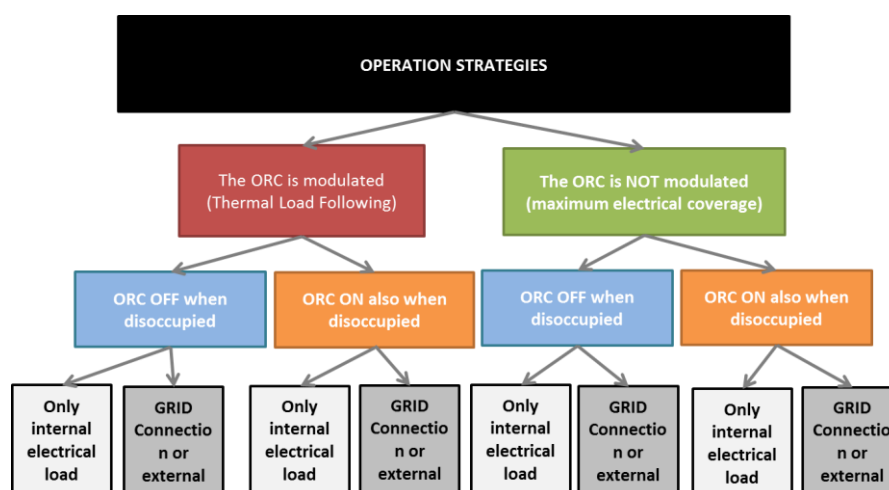 OPERATION STRATEGIES
The ORC is modulated
(Thermal Load Following)
The ORC is NOT modulated
(maximum electrical coverage)
ORC OFF when
disoccupied
ORC ON also when
disoccupied
ORC OFF when
disoccupied
ORC ON also when
disoccupied
Only
internal
electrical
load
GRID
Connectio
n or
external
Only
internal
electrical
load
GRID
Connectio
n or
external
Only
internal
electrical
load
GRID
Connectio
n or
external
Only
internal
electrical
load
GRID
Connectio
n or
external